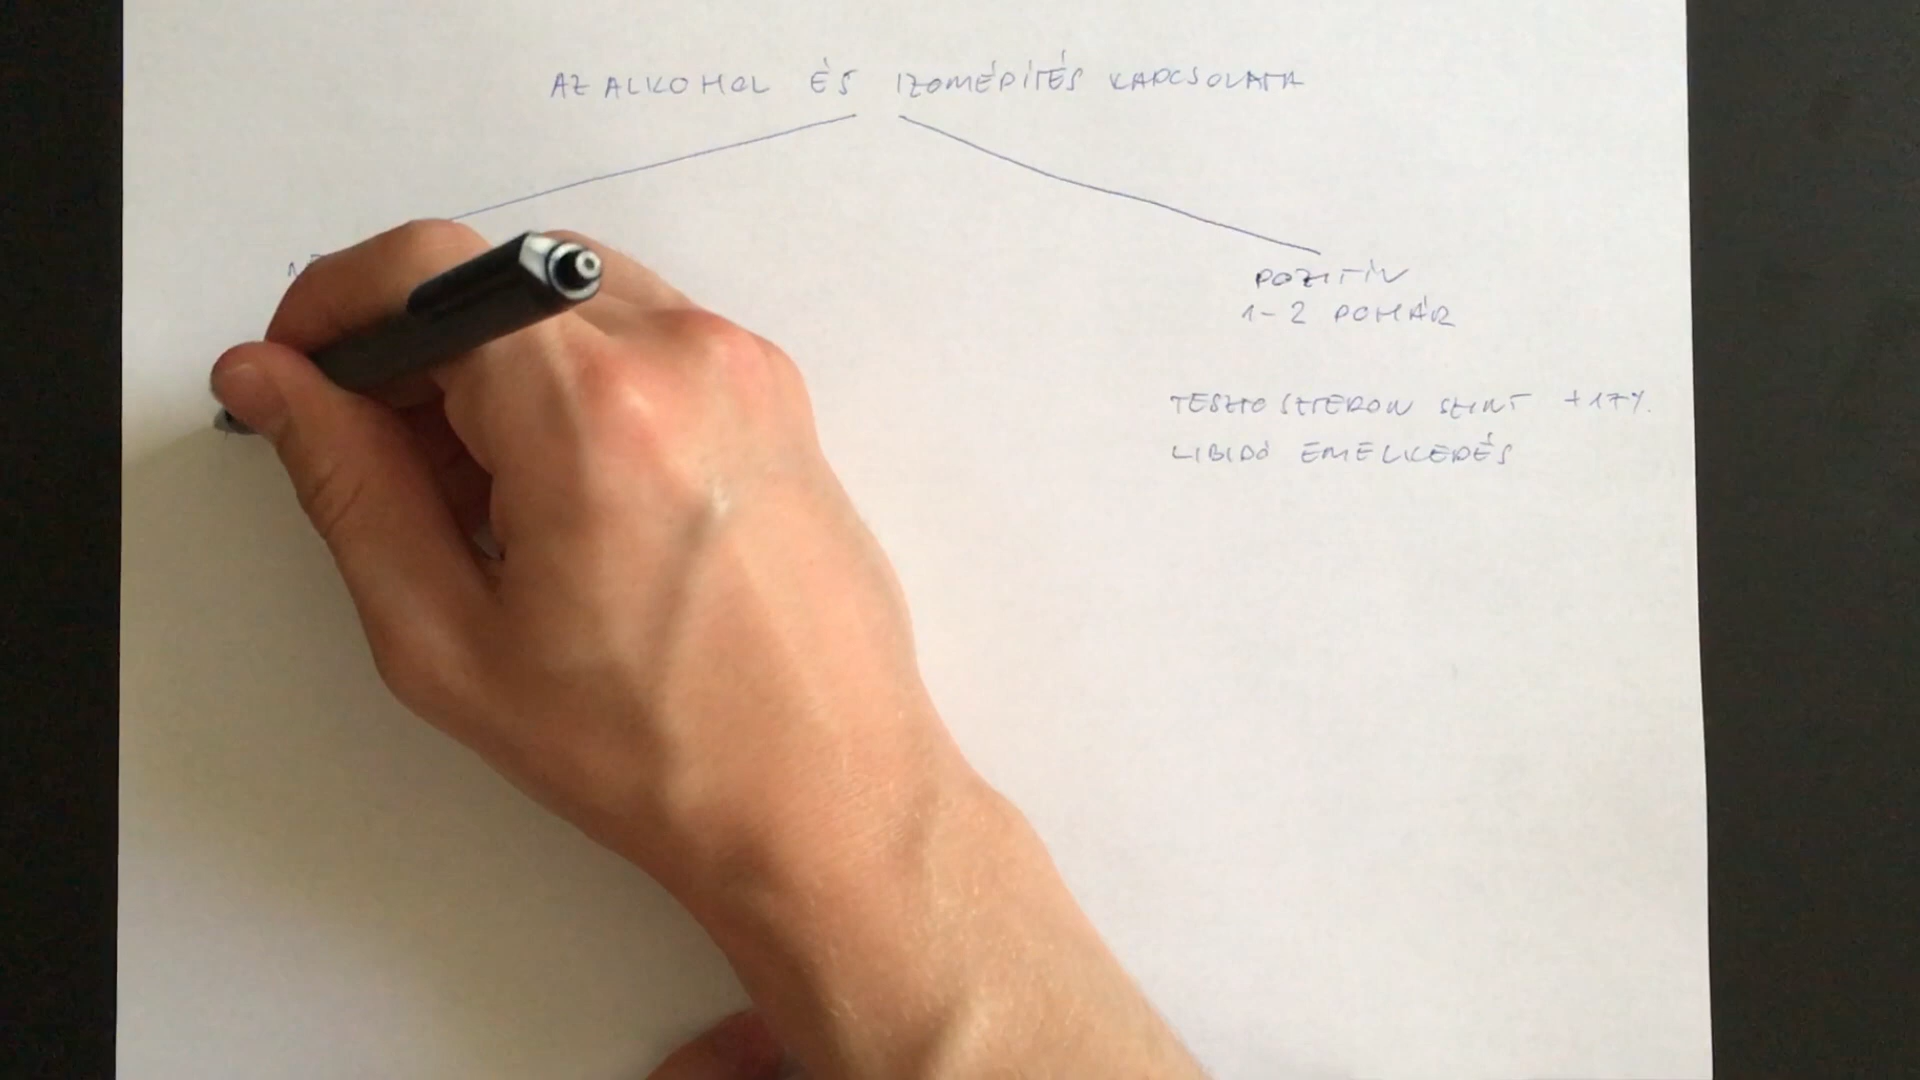 AZ ALKOHOL ÉS IZOMÉPÍTÉS KAPCSOLATA
POZITÍV
1-2 POHÁR
TESZTOSZTERON SZINT +17%
LIBIDÓ EMELKEDÉS